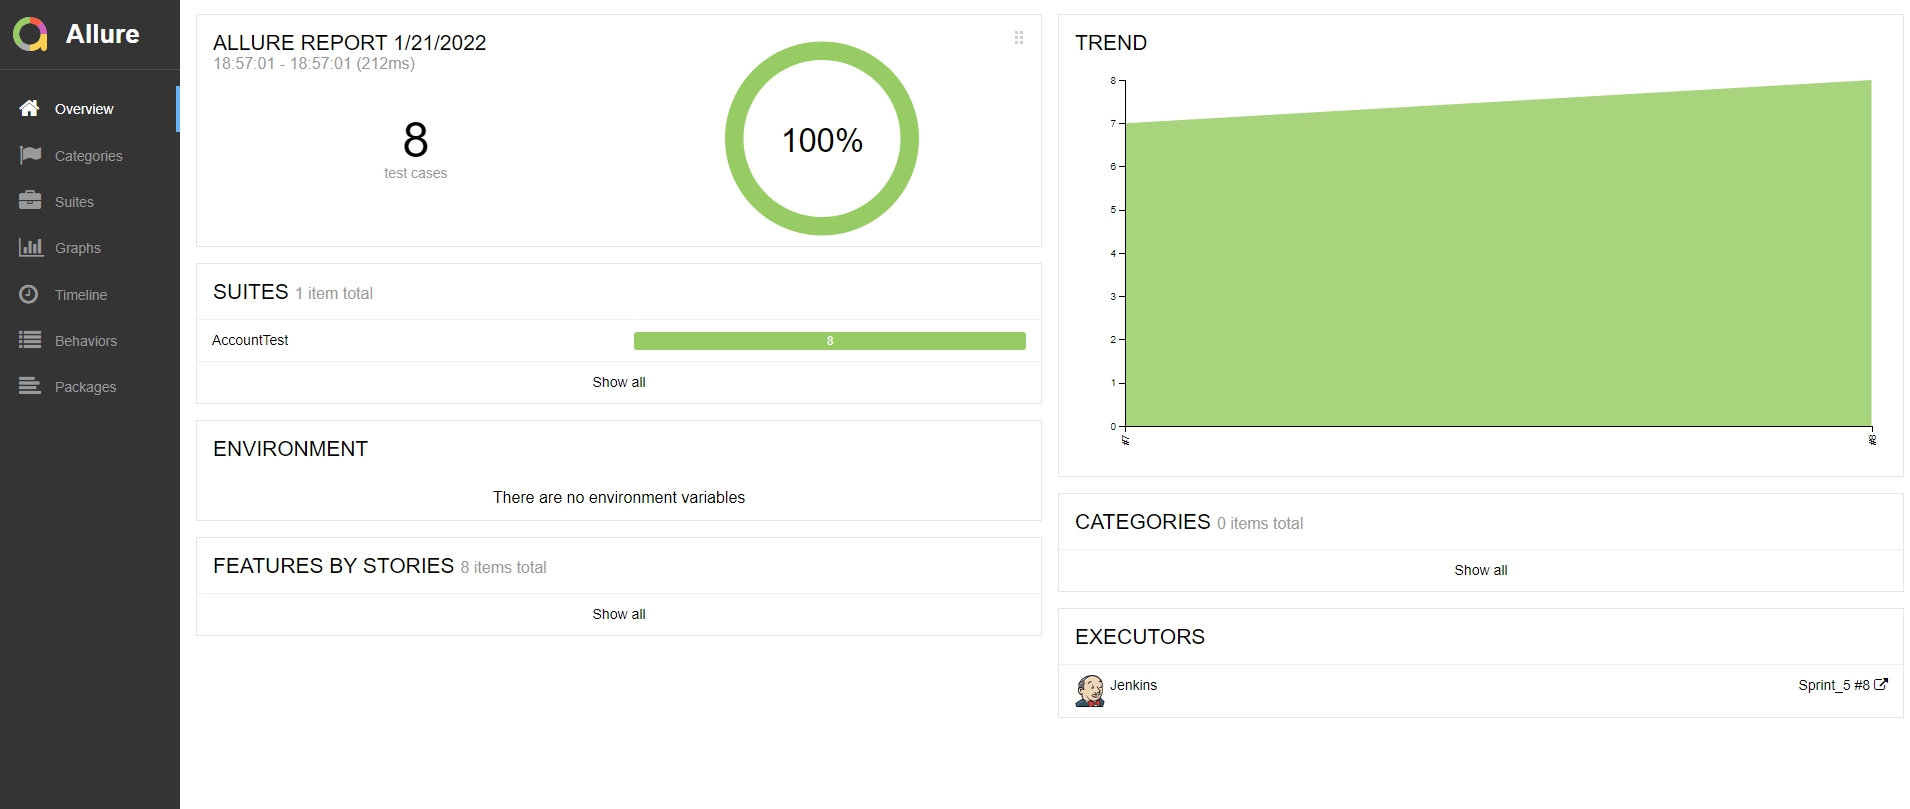 Allure
Overview
Categories
Suites
Graphs
Timeline
Behaviors
Packages
ALLURE REPORT 1/21/2022
18:57:01 - 18:57:01 (212ms)
8
test cases
100%
SUITES 1 item total
AccountTest 8
Show all
ENVIRONMENT
There are no environment variables
FEATURES BY STORIES 8 items total
Show all
TREND
8
7
6
5
4
3
2
1
0
#7
#8
CATEGORIES 0 items total
Show all
EXECUTORS
Jenkins Sprint_5 #8